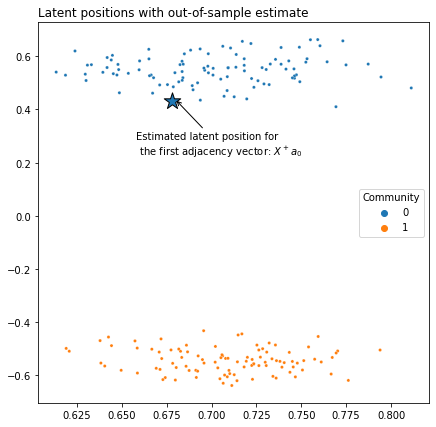 Latent positions with out-of-sample estimate
0.6
0.4
Estimated latent position for
the first adjacency vector: X⁺a₀
0.2
Community
0
1
0.0
−0.2
−0.4
−0.6
0.625 0.650 0.675 0.700 0.725 0.750 0.775 0.800